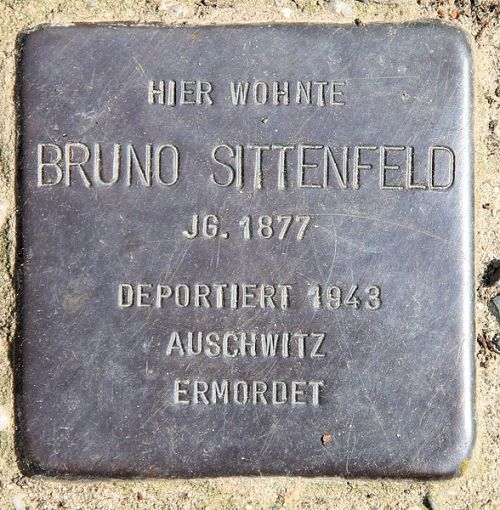 HIER WOHNTE
BRUNO SITTENFELD
JG. 1877
DEPORTIERT 1943
AUSCHWITZ
ERMORDET